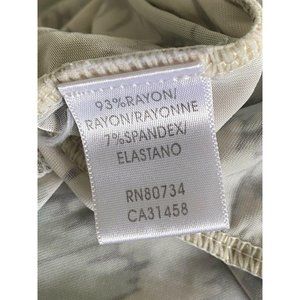 93%RAYON/
RAYON/RAYONNE
7%SPANDEX/
ELASTANO
RN80734
CA31458